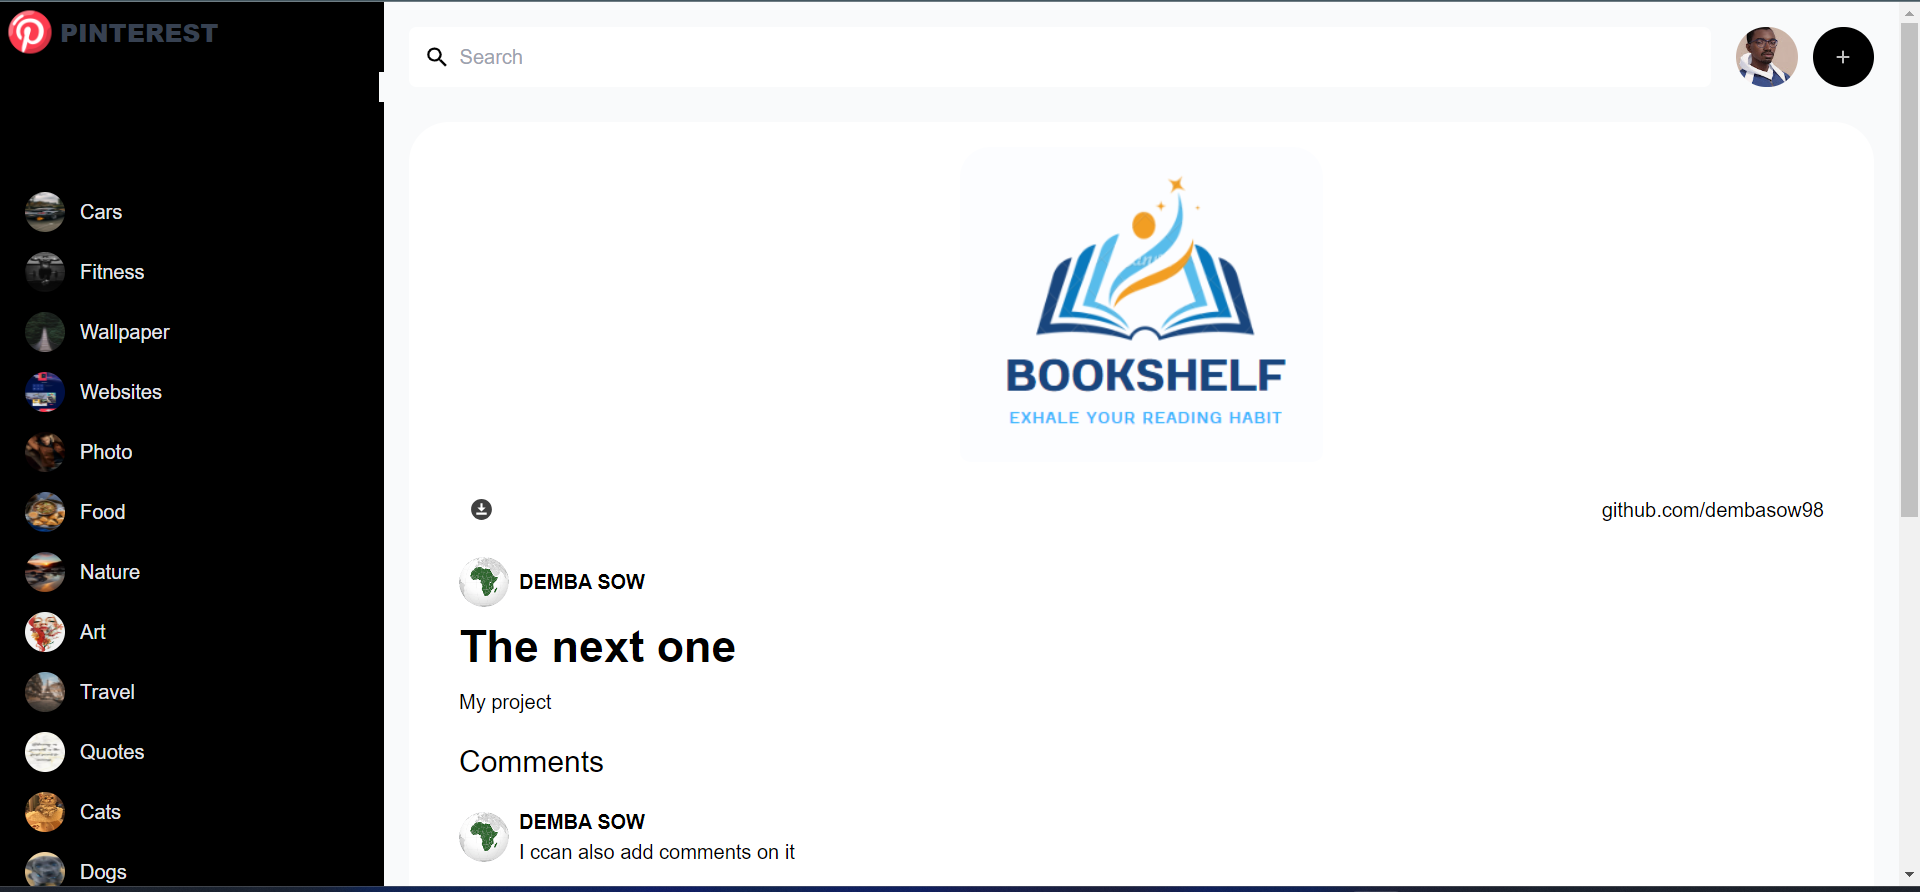 PINTEREST
Search
+
Cars
Fitness
Wallpaper
Websites
Photo
Food
Nature
Art
Travel
Quotes
Cats
Dogs
BOOKSHELF
EXHALE YOUR READING HABIT
github.com/dembasow98
DEMBA SOW
The next one
My project
Comments
DEMBA SOW
I ccan also add comments on it